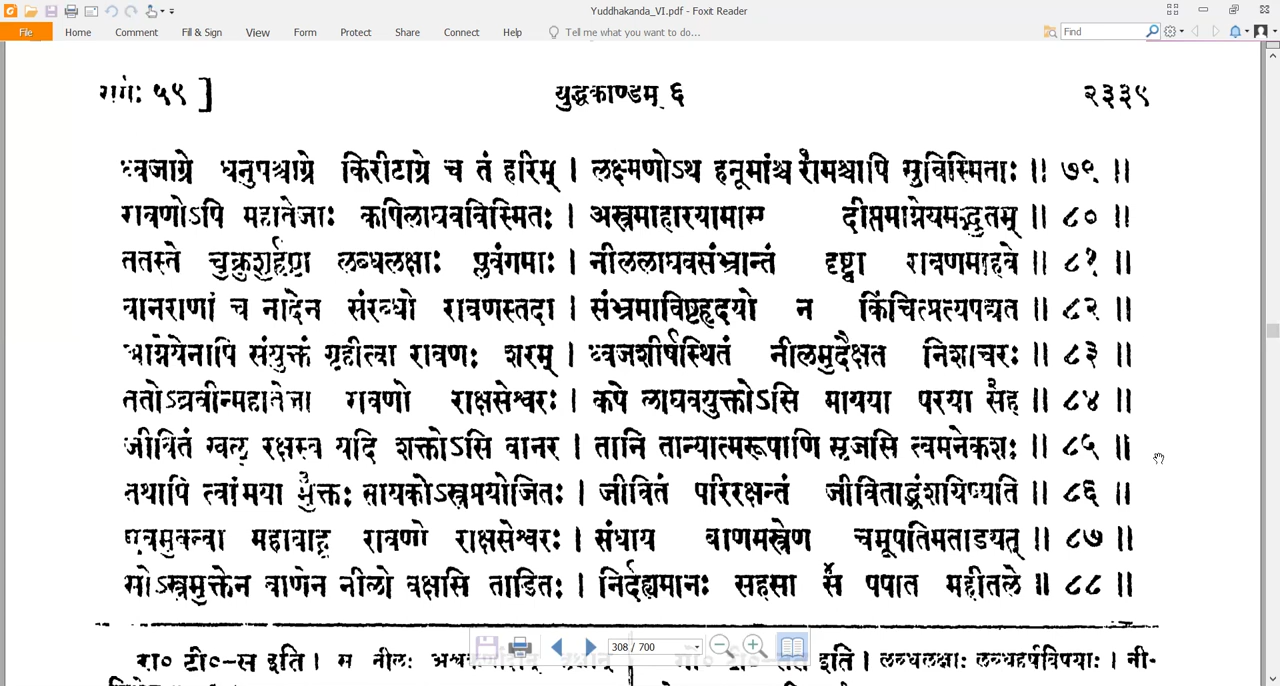 Yuddhakanda_VI.pdf - Foxit Reader
File Home Comment Fill & Sign View Form Protect Share Connect Help Tell me what you want to do... Find
सर्गः ५९ ] युद्धकाण्डम् ६ २३३९
ध्वजाग्रे धनुषश्चाग्रे किरीटाग्रे च तं हरिम् । लक्ष्मणोऽथ हनूमांश्च रामश्चापि सुविस्मिताः ॥ ७९ ॥
रावणोऽपि महातेजाः कपिलाघवविस्मितः । अस्त्रमाहारयामास दीप्तमाग्नेयमद्भुतम् ॥ ८० ॥
ततस्ते चुक्रुशुर्हृष्टा लब्धलक्षाः प्लवंगमाः । नीललाघवसंभ्रान्तं दृष्ट्वा रावणमाहवे ॥ ८१ ॥
वानराणां च नादेन संरब्धो रावणस्तदा । संभ्रमाविष्टहृदयो न किंचित्प्रत्यपद्यत ॥ ८२ ॥
आग्नेयेनापि संयुक्तं गृहीत्वा रावणः शरम् । ध्वजशीर्षस्थितं नीलमुदैक्षत निशाचरः ॥ ८३ ॥
ततोऽब्रवीन्महातेजा रावणो राक्षसेश्वरः । कपे लाघवयुक्तोऽसि मायया परया सह ॥ ८४ ॥
जीवितं खलु रक्षस्व यदि शक्तोऽसि वानर । तानि तान्यात्मरूपाणि सृजसि त्वमनेकशः ॥ ८५ ॥
तथापि त्वां मया मुक्तः सायकोऽस्त्रप्रयोजितः । जीवितं परिरक्षन्तं जीविताद्भ्रंशयिष्यति ॥ ८६ ॥
एवमुक्त्वा महाबाहू रावणो राक्षसेश्वरः । संधाय बाणमस्त्रेण चमूपतिमताडयत् ॥ ८७ ॥
सोऽस्त्रमुक्तेन बाणेन नीलो वक्षसि ताडितः । निर्दह्यमानः सहसा स पपात महीतले ॥ ८८ ॥
308 / 700
रा० टी०-स इति । स नीलः इति । लब्धलक्षाः लब्धहर्षविषयाः । नी-